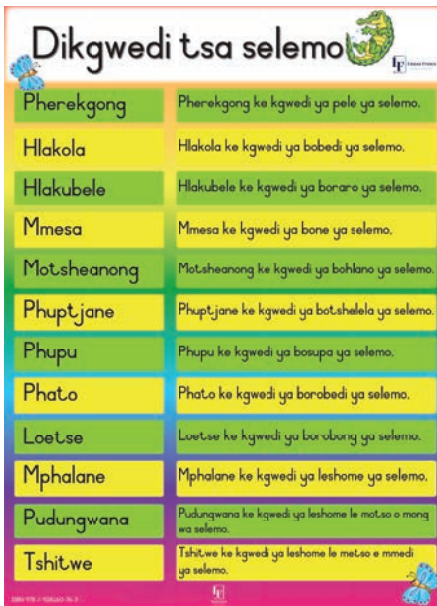 Dikgwedi tsa selemo
Pherekgong
Pherekgong ke kgwedi ya pele ya selemo.
Hlakola
Hlakola ke kgwedi ya bobedi ya selemo.
Hlakubele
Hlakubele ke kgwedi ya boraro ya selemo.
Mmesa
Mmesa ke kgwedi ya bone ya selemo.
Motsheanong
Motsheanong ke kgwedi ya bohlano ya selemo.
Phuptjane
Phuptjane ke kgwedi ya botshelela ya selemo.
Phupu
Phupu ke kgwedi ya bosupa ya selemo.
Phato
Phato ke kgwedi ya borobedi ya selemo.
Loetse
Loetse ke kgwedi ya borobong ya selemo.
Mphalane
Mphalane ke kgwedi ya leshome ya selemo.
Pudungwana
Pudungwana ke kgwedi ya leshome le motso o mong
wa selemo.
Tshitwe
Tshitwe ke kgwedi ya leshome le metso e mmedi
ya selemo.